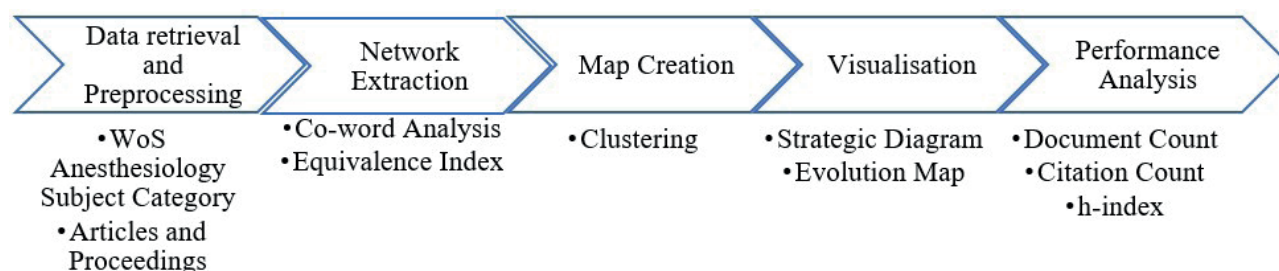 Data retrieval
and
Preprocessing
•WoS
Anesthesiology
Subject Category
•Articles and
Proceedings
Network
Extraction
•Co-word Analysis
•Equivalence Index
Map Creation
•Clustering
Visualisation
•Strategic Diagram
•Evolution Map
Performance
Analysis
•Document Count
•Citation Count
•h-index